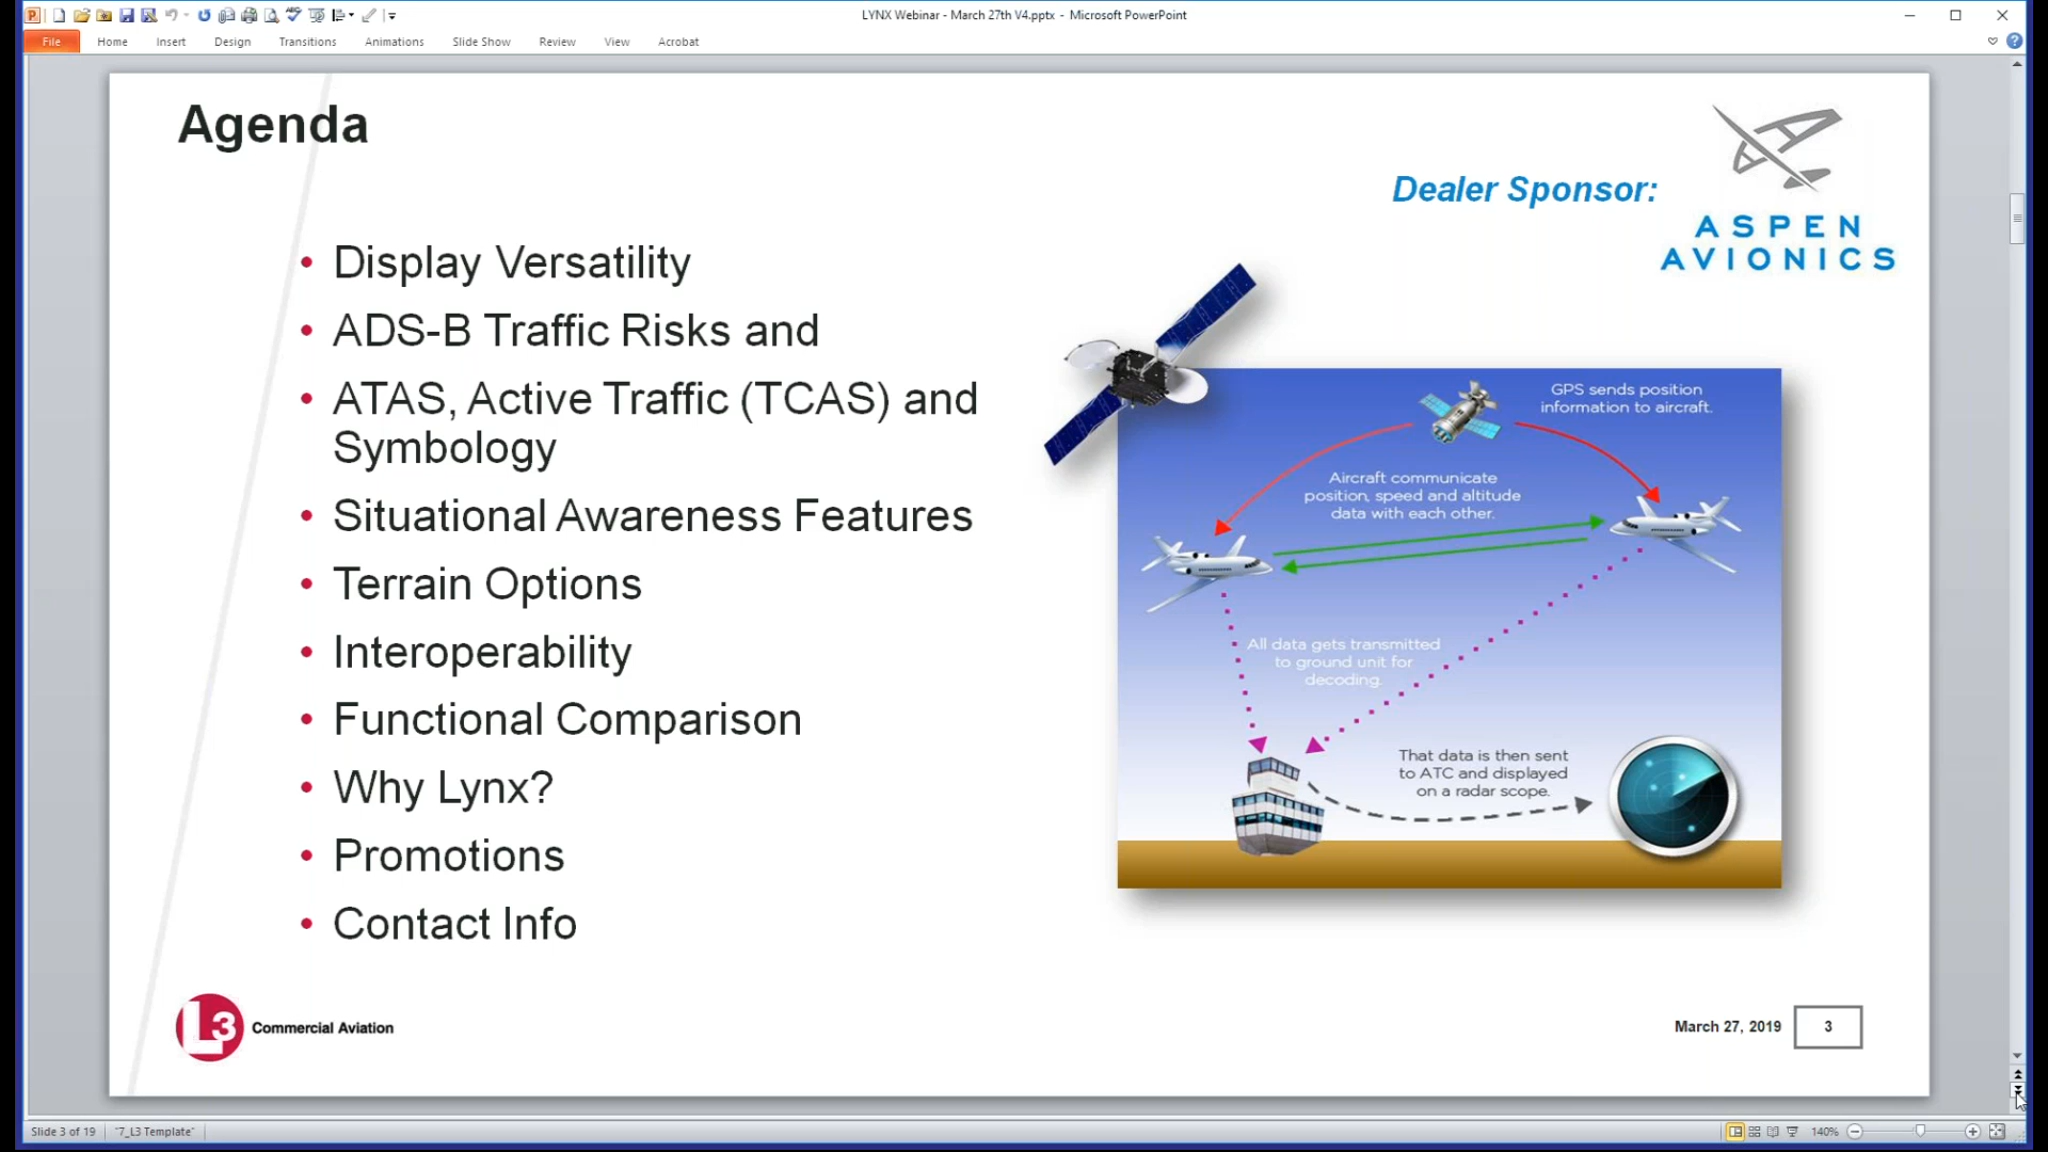 LYNX Webinar - March 27th V4.pptx - Microsoft PowerPoint
File Home Insert Design Transitions Animations Slide Show Review View Acrobat
Agenda
Dealer Sponsor:
ASPEN
AVIONICS
• Display Versatility
• ADS-B Traffic Risks and
• ATAS, Active Traffic (TCAS) and
Symbology
• Situational Awareness Features
• Terrain Options
• Interoperability
• Functional Comparison
• Why Lynx?
• Promotions
• Contact Info
GPS sends position
information to aircraft.
Aircraft communicate
position, speed and altitude
data with each other.
All data gets transmitted
to ground unit for
decoding.
That data is then sent
to ATC and displayed
on a radar scope.
L3 Commercial Aviation
March 27, 2019 3
Slide 3 of 19 "7_L3 Template" 140%